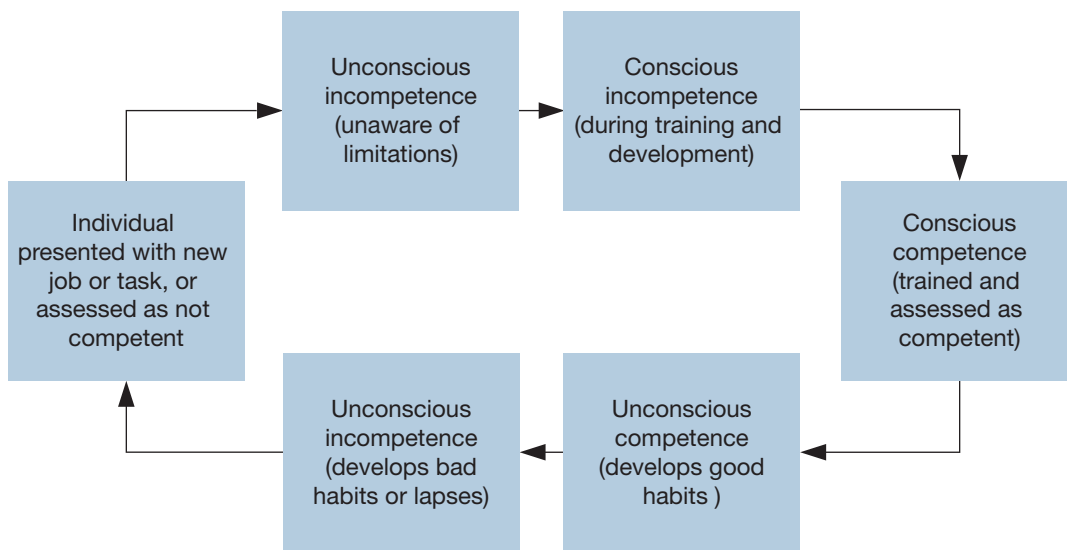 Unconscious
incompetence
(unaware of
limitations)
Conscious
incompetence
(during training and
development)
Individual
presented with new
job or task, or
assessed as not
competent
Conscious
competence
(trained and
assessed as
competent)
Unconscious
incompetence
(develops bad
habits or lapses)
Unconscious
competence
(develops good
habits )